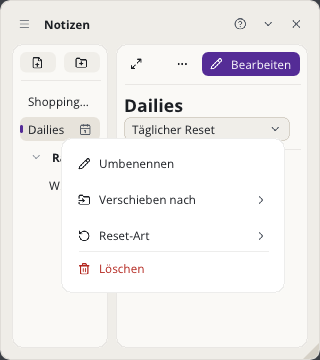 Notizen
Bearbeiten
Shopping...
Dailies
Dailies
Täglicher Reset
Umbenennen
Verschieben nach
Reset-Art
Löschen